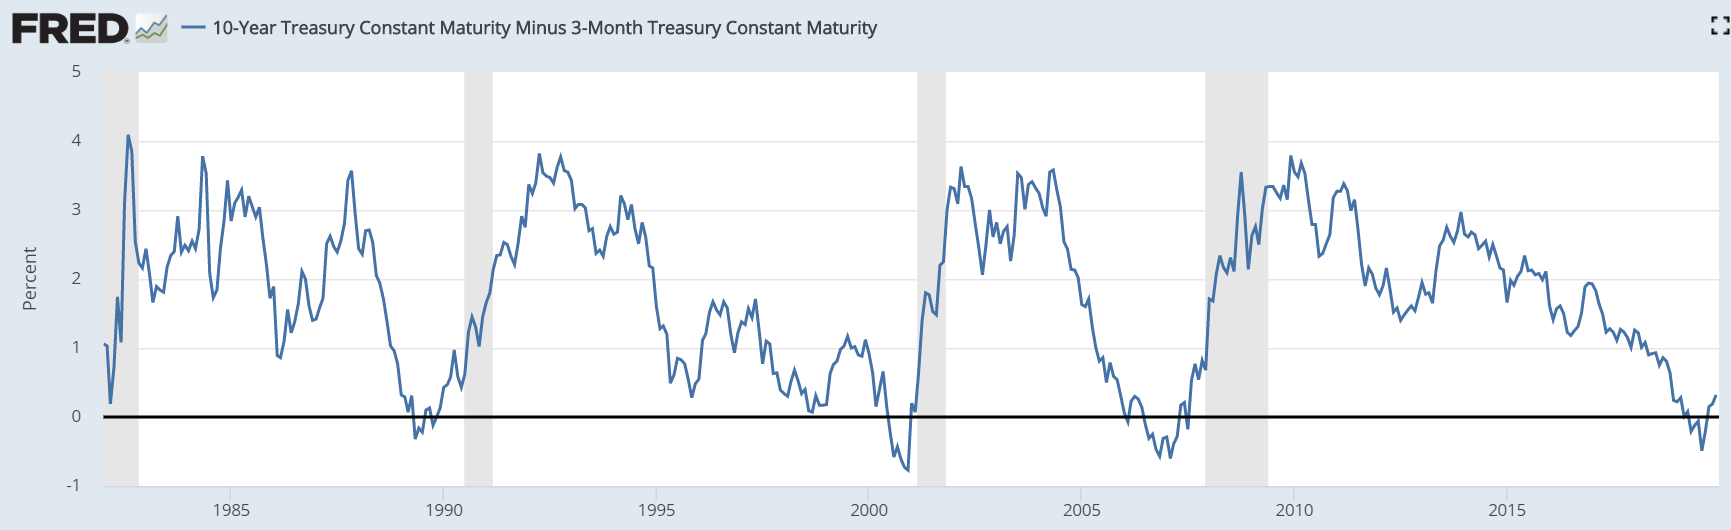 FRED 10-Year Treasury Constant Maturity Minus 3-Month Treasury Constant Maturity
Percent
5
4
3
2
1
0
-1
1985 1990 1995 2000 2005 2010 2015